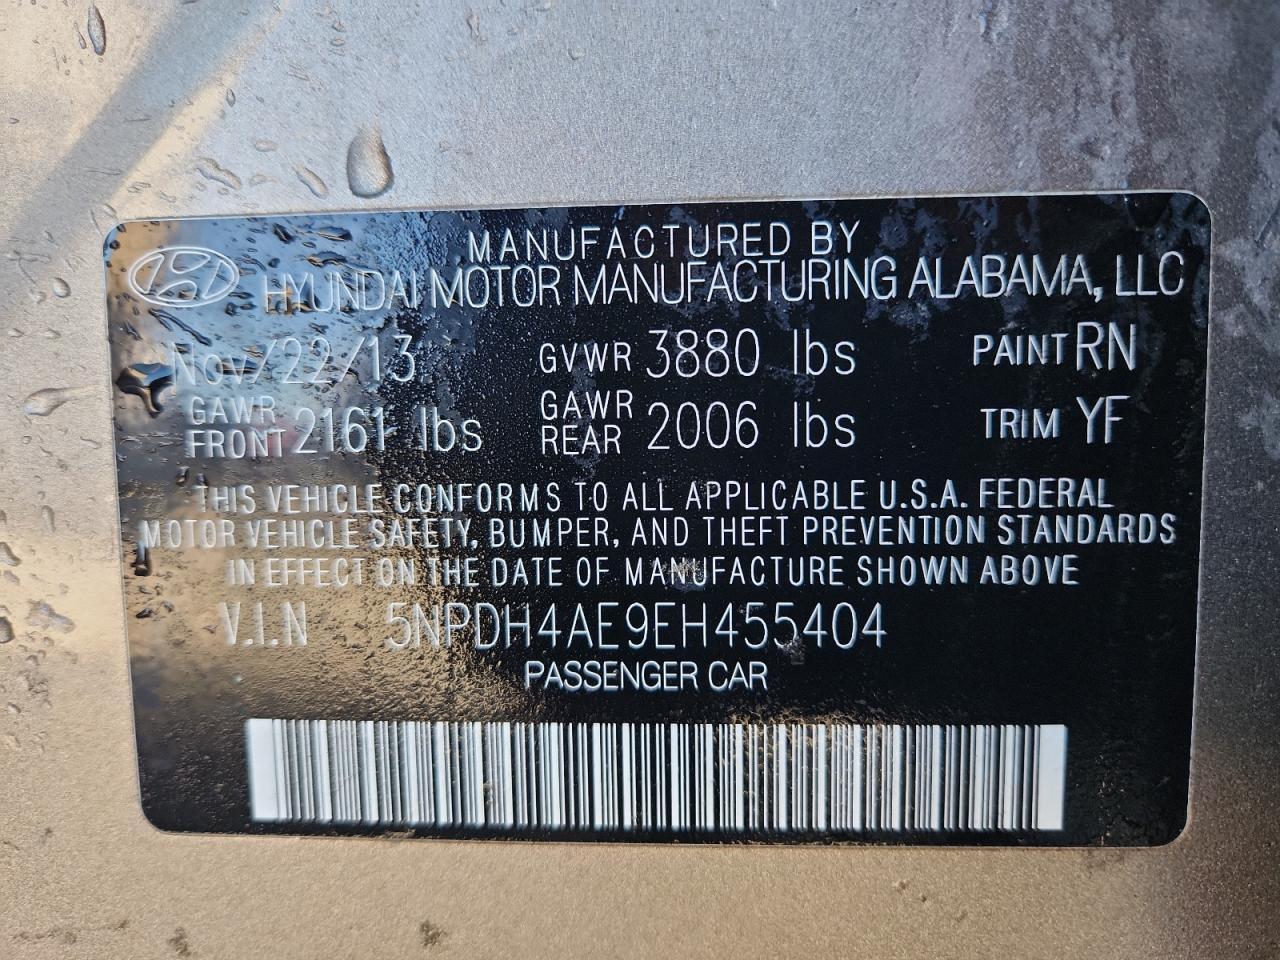 MANUFACTURED BY
HYUNDAI MOTOR MANUFACTURING ALABAMA, LLC
Nov/22/13 GVWR 3880 lbs PAINT RN
GAWR FRONT 2161 lbs GAWR REAR 2006 lbs TRIM YF
THIS VEHICLE CONFORMS TO ALL APPLICABLE U.S.A. FEDERAL
MOTOR VEHICLE SAFETY, BUMPER, AND THEFT PREVENTION STANDARDS
IN EFFECT ON THE DATE OF MANUFACTURE SHOWN ABOVE
V.I.N 5NPDH4AE9EH455404
PASSENGER CAR